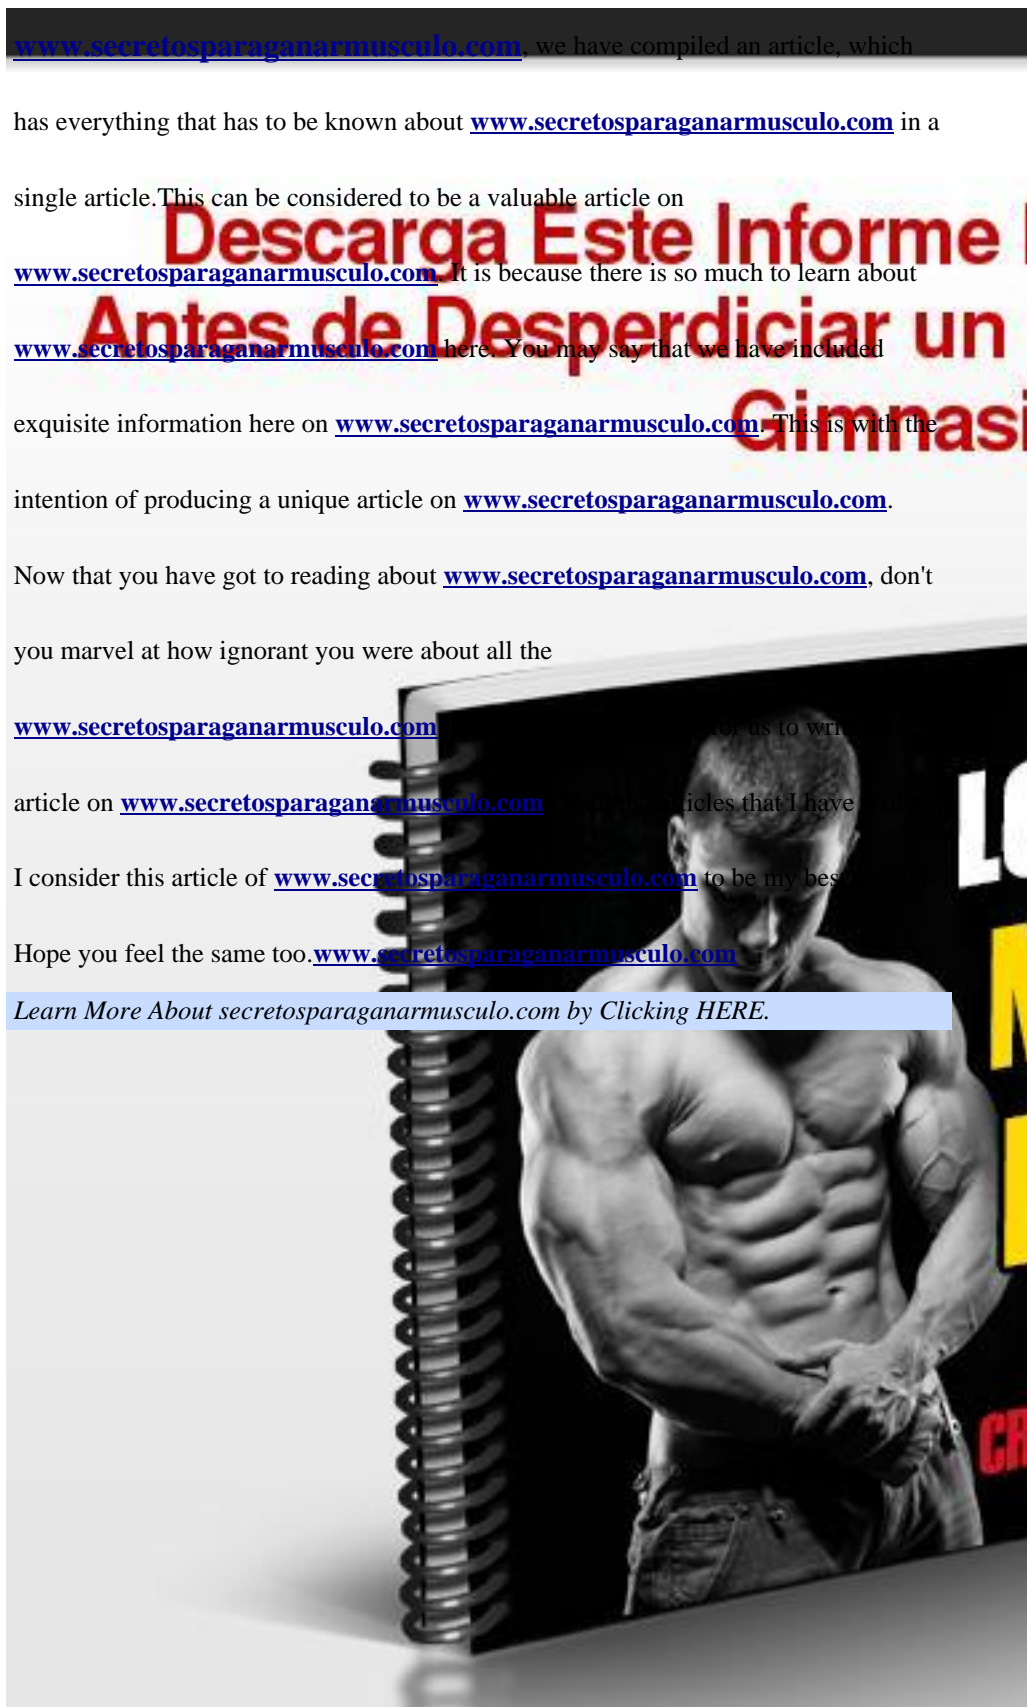 www.secretosparaganarmusculo.com, we have compiled an article, which
has everything that has to be known about www.secretosparaganarmusculo.com in a
single article.This can be considered to be a valuable article on
Descarga Este Informe
www.secretosparaganarmusculo.com. It is because there is so much to learn about
Antes de Desperdiciar un
www.secretosparaganarmusculo.com here. You may say that we have included
exquisite information here on www.secretosparaganarmusculo.com. This is with the
intention of producing a unique article on www.secretosparaganarmusculo.com.
Now that you have got to reading about www.secretosparaganarmusculo.com, don't
you marvel at how ignorant you were about all the
www.secretosparaganarmusculo.com for us to
article on www.secretosparaganarmusculo.com that I have
I consider this article of www.secretosparaganarmusculo.com to be my
Hope you feel the same too.www.secretosparaganarmusculo.com
Learn More About secretosparaganarmusculo.com by Clicking HERE.